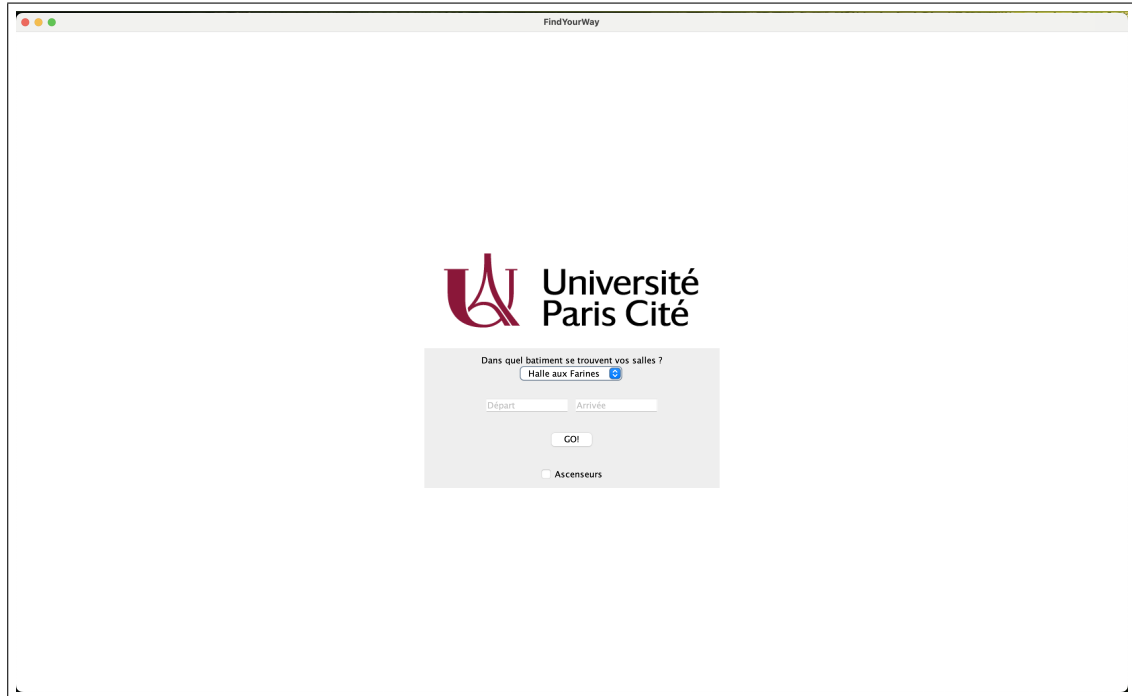 FindYourWay
Université
Paris Cité
Dans quel batiment se trouvent vos salles ?
Halle aux Farines
Départ Arrivée
GO!
Ascenseurs